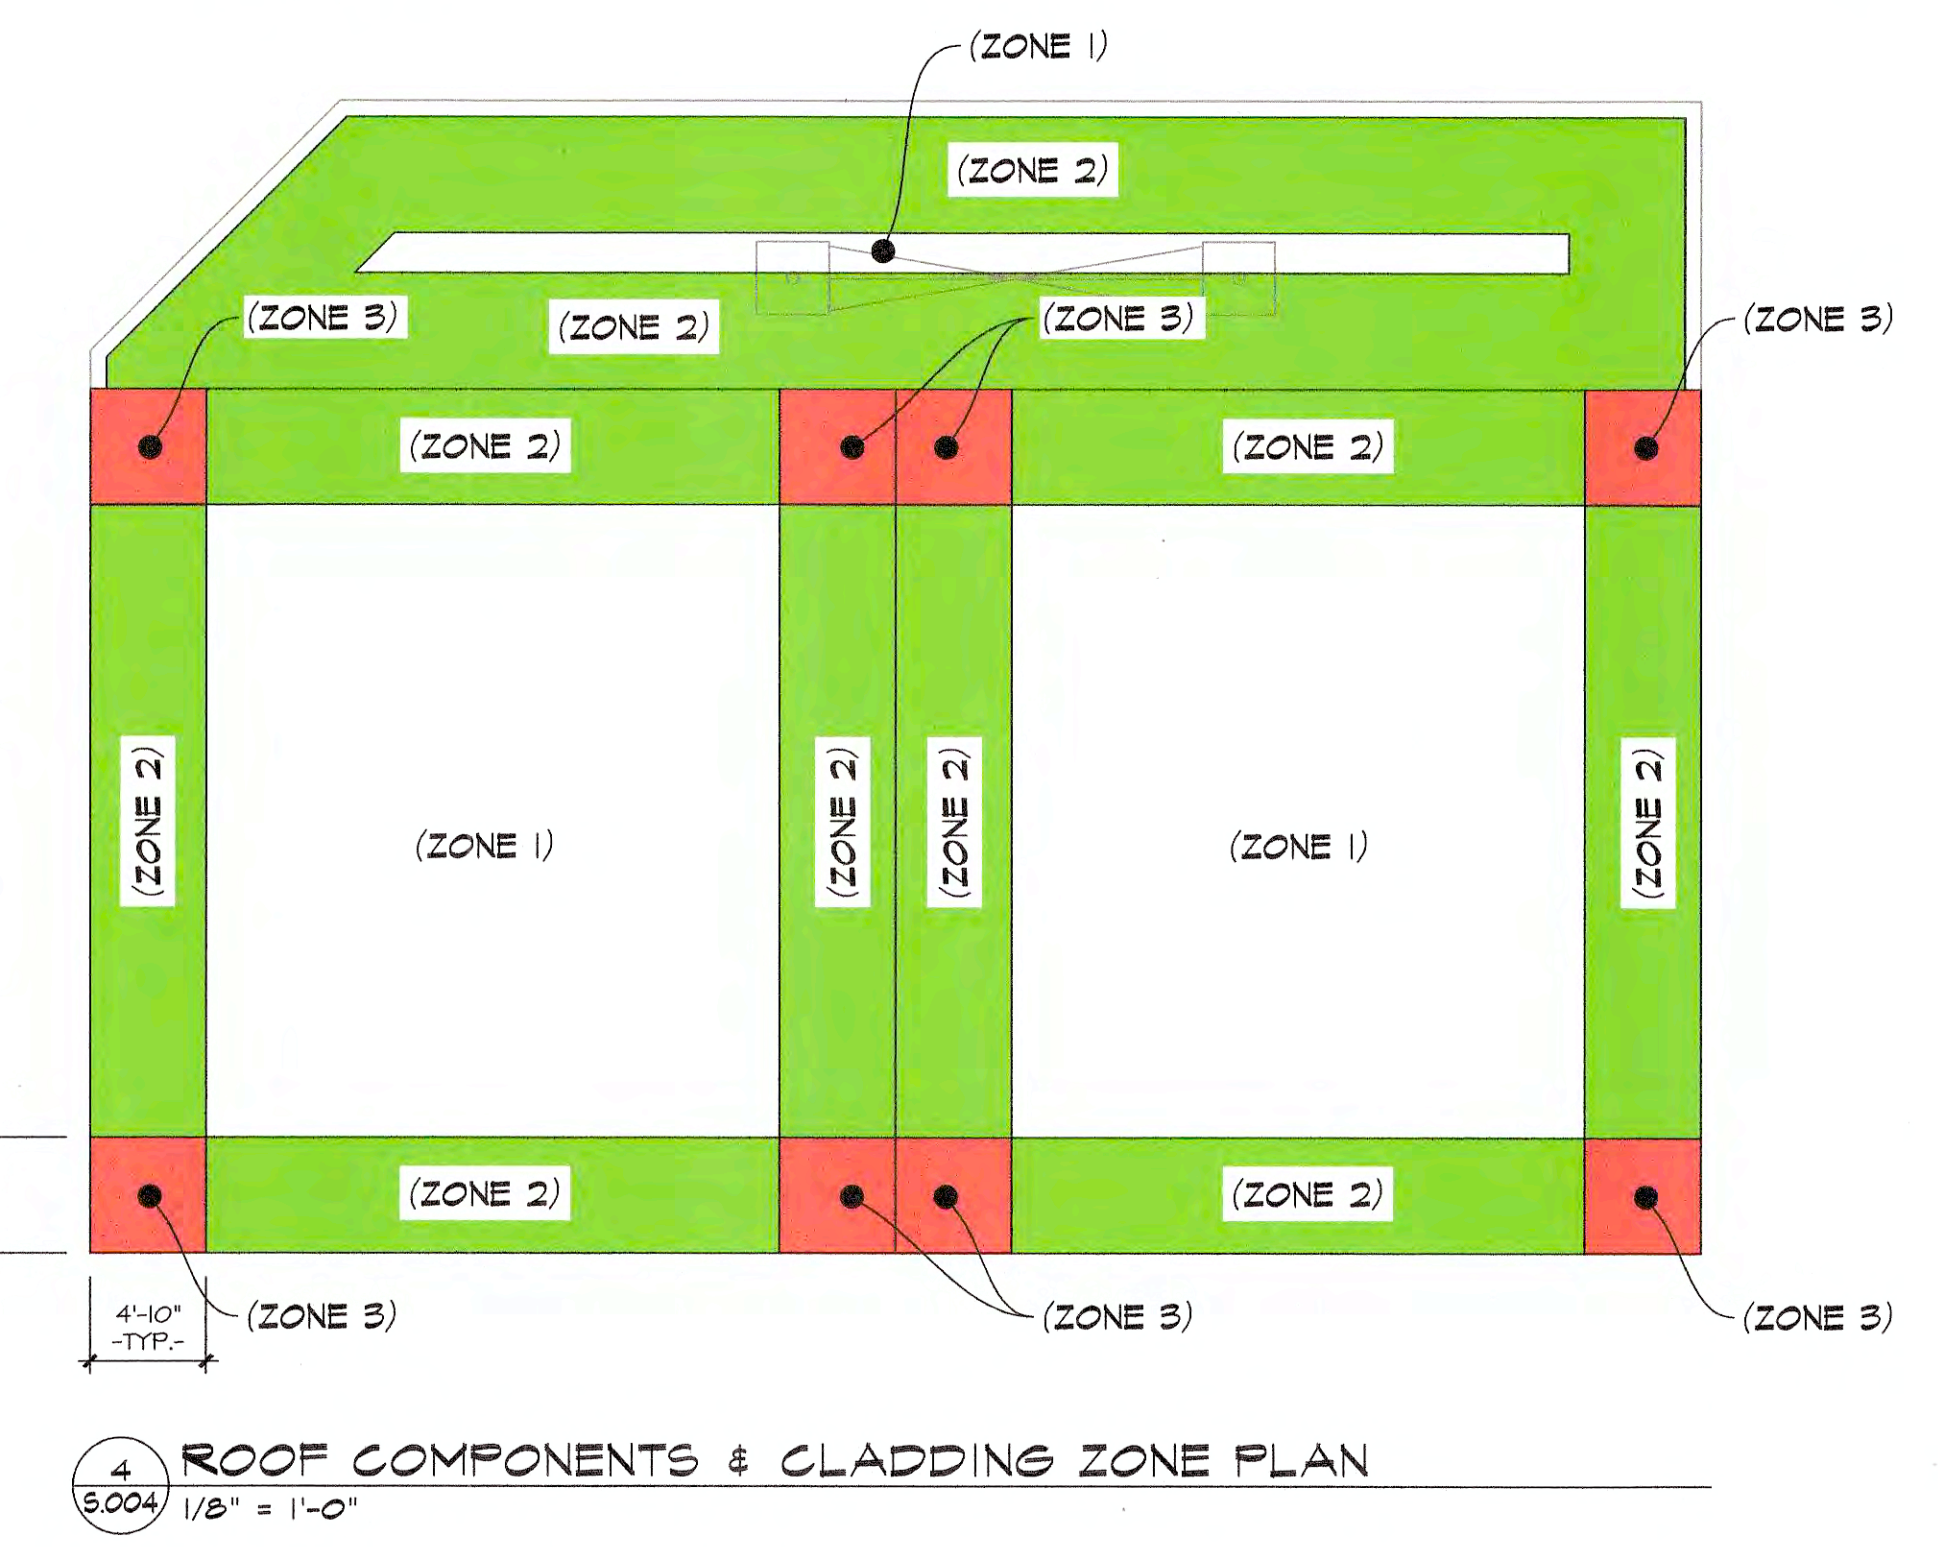 (ZONE 1)
(ZONE 2)
(ZONE 3)
(ZONE 2)
(ZONE 3)
(ZONE 3)
(ZONE 2)
(ZONE 2)
(ZONE 2)
(ZONE 1)
(ZONE 2)
(ZONE 2)
(ZONE 1)
(ZONE 2)
(ZONE 2)
(ZONE 2)
4'-10"
-TYP.-
(ZONE 3)
(ZONE 3)
(ZONE 3)
4
S.004
ROOF COMPONENTS & CLADDING ZONE PLAN
1/8" = 1'-0"